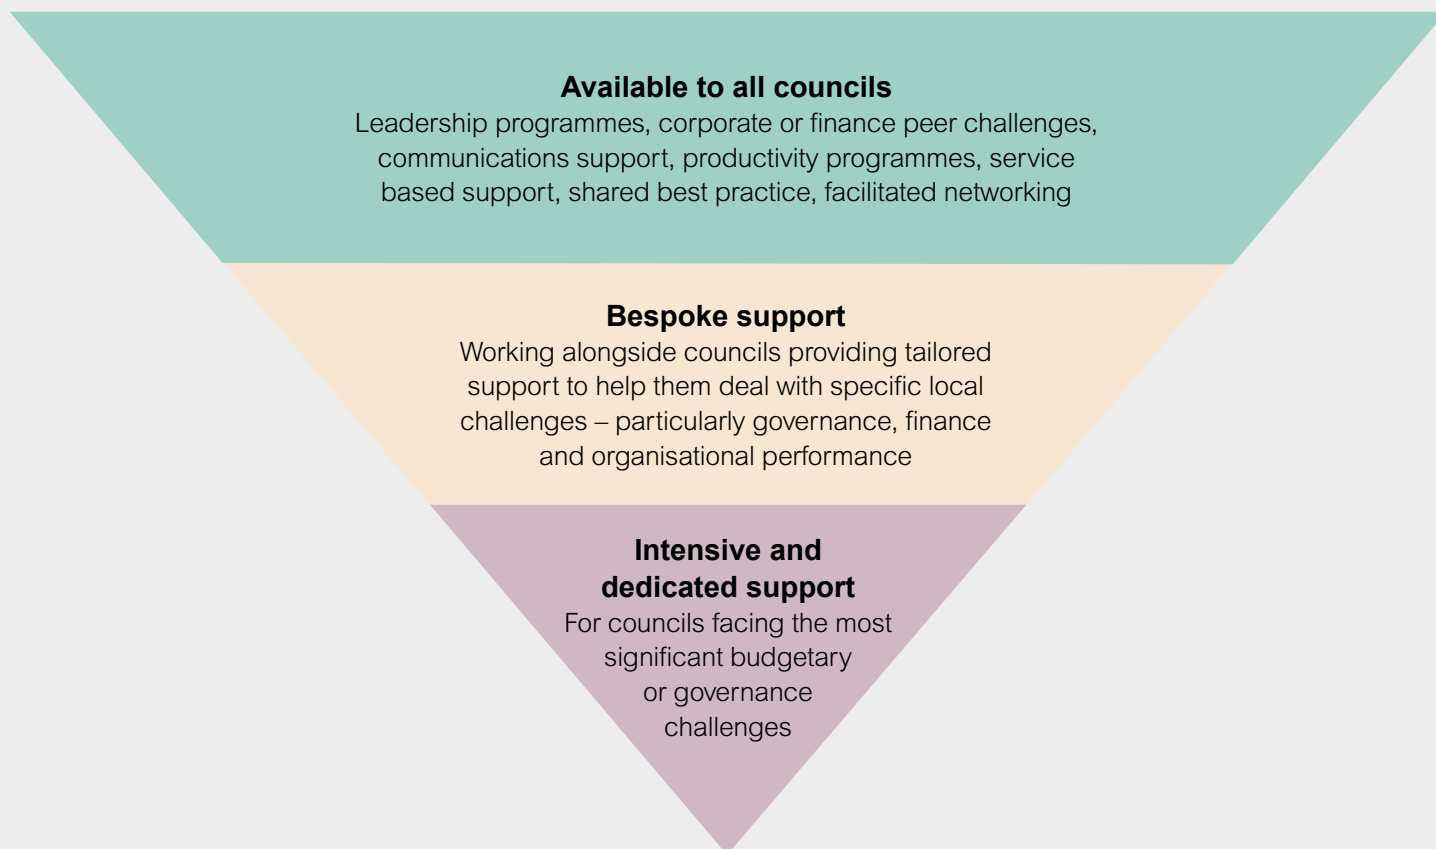 Available to all councils
Leadership programmes, corporate or finance peer challenges,
communications support, productivity programmes, service
based support, shared best practice, facilitated networking
Bespoke support
Working alongside councils providing tailored
support to help them deal with specific local
challenges – particularly governance, finance
and organisational performance
Intensive and
dedicated support
For councils facing the most
significant budgetary
or governance
challenges